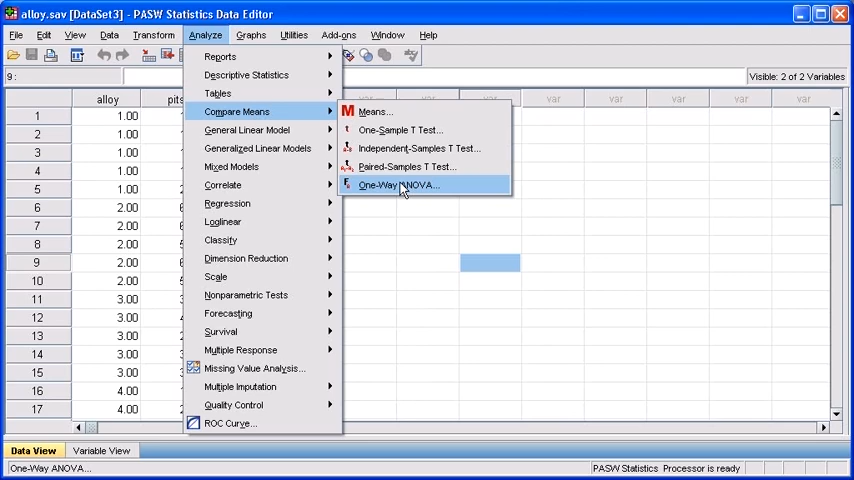 alloy.sav [DataSet3] - PASW Statistics Data Editor
File Edit View Data Transform Analyze Graphs Utilities Add-ons Window Help
9 : Visible: 2 of 2 Variables
alloy pits var var var var var
1 1.00
2 1.00
3 1.00
4 1.00
5 1.00
6 2.00
7 2.00
8 2.00
9 2.00
10 2.00
11 3.00
12 3.00
13 3.00
14 3.00
15 3.00
16 4.00
17 4.00
Reports
Descriptive Statistics
Tables
Compare Means
General Linear Model
Generalized Linear Models
Mixed Models
Correlate
Regression
Loglinear
Classify
Dimension Reduction
Scale
Nonparametric Tests
Forecasting
Survival
Multiple Response
Missing Value Analysis...
Multiple Imputation
Quality Control
ROC Curve...
M Means...
One-Sample T Test...
Independent-Samples T Test...
Paired-Samples T Test...
One-Way ANOVA...
Data View Variable View
One-Way ANOVA... PASW Statistics Processor is ready